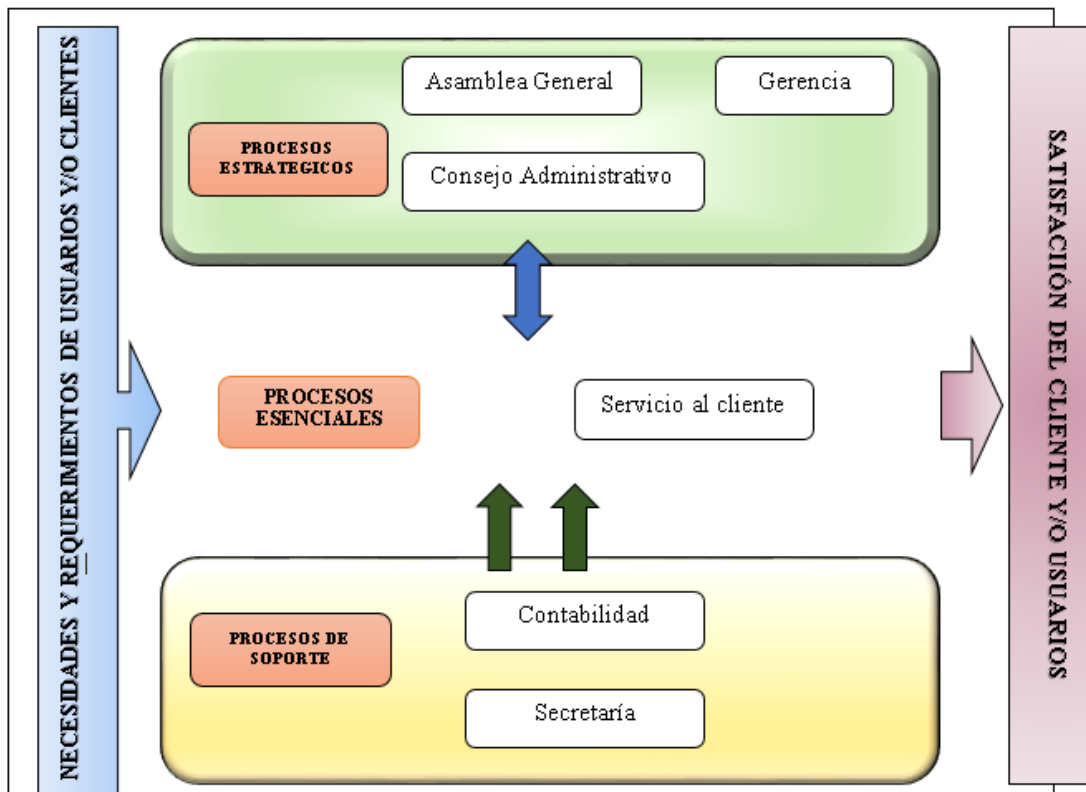 NECESIDADES Y REQUERIMIENTOS DE USUARIOS Y/O CLIENTES
Asamblea General
Gerencia
PROCESOS
ESTRATEGICOS
Consejo Administrativo
PROCESOS
ESENCIALES
Servicio al cliente
Contabilidad
PROCESOS DE
SOPORTE
Secretaría
SATISFACIIÓN DEL CLIENTE Y/O USUARIOS